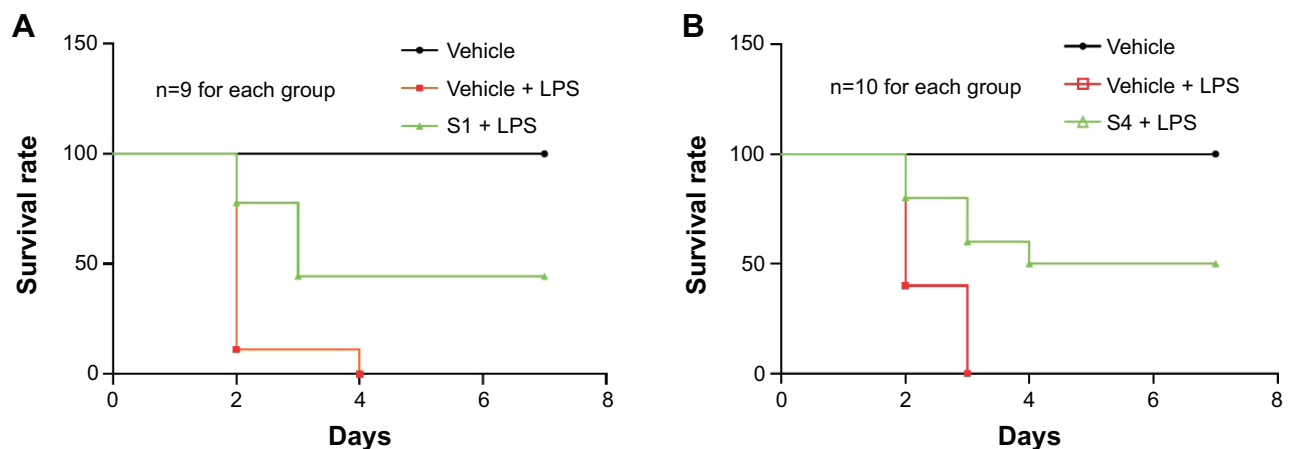 A
150
n=9 for each group
Vehicle
Vehicle + LPS
S1 + LPS
100
Survival rate
50
0
0 2 4 6 8
Days
B
150
n=10 for each group
Vehicle
Vehicle + LPS
S4 + LPS
100
Survival rate
50
0
0 2 4 6 8
Days